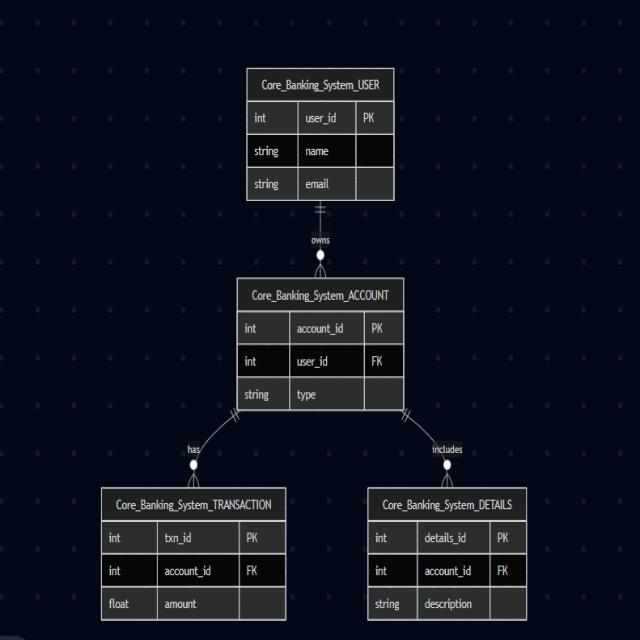 Core_Banking_System_USER
int user_id PK
string name
string email
owns
Core_Banking_System_ACCOUNT
int account_id PK
int user_id FK
string type
has
includes
Core_Banking_System_TRANSACTION
int txn_id PK
int account_id FK
float amount
Core_Banking_System_DETAILS
int details_id PK
int account_id FK
string description